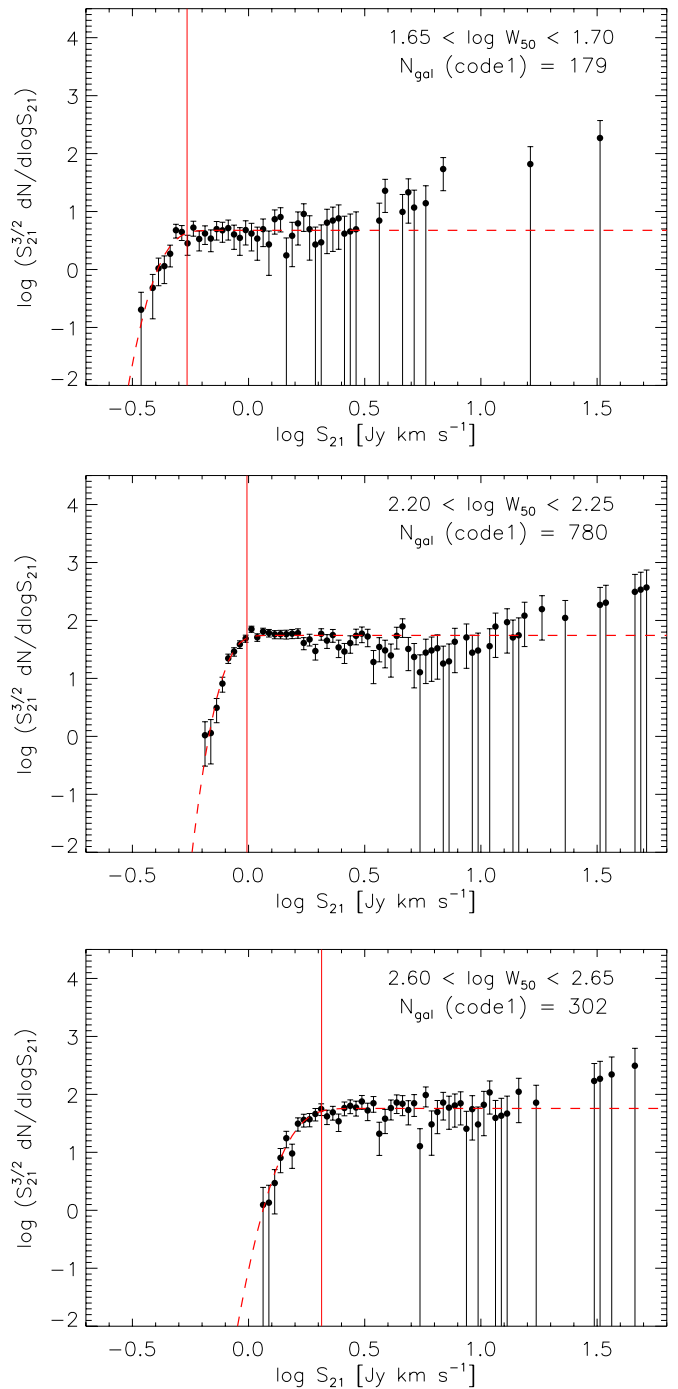 1.65 < log W₅₀ < 1.70
N_gal (code1) = 179
log (S₂₁^3/2 dN/dlogS₂₁)
4
3
2
1
0
−1
−2
−0.5 0.0 0.5 1.0 1.5
log S₂₁ [Jy km s⁻¹]
2.20 < log W₅₀ < 2.25
N_gal (code1) = 780
log (S₂₁^3/2 dN/dlogS₂₁)
4
3
2
1
0
−1
−2
−0.5 0.0 0.5 1.0 1.5
log S₂₁ [Jy km s⁻¹]
2.60 < log W₅₀ < 2.65
N_gal (code1) = 302
log (S₂₁^3/2 dN/dlogS₂₁)
4
3
2
1
0
−1
−2
−0.5 0.0 0.5 1.0 1.5
log S₂₁ [Jy km s⁻¹]